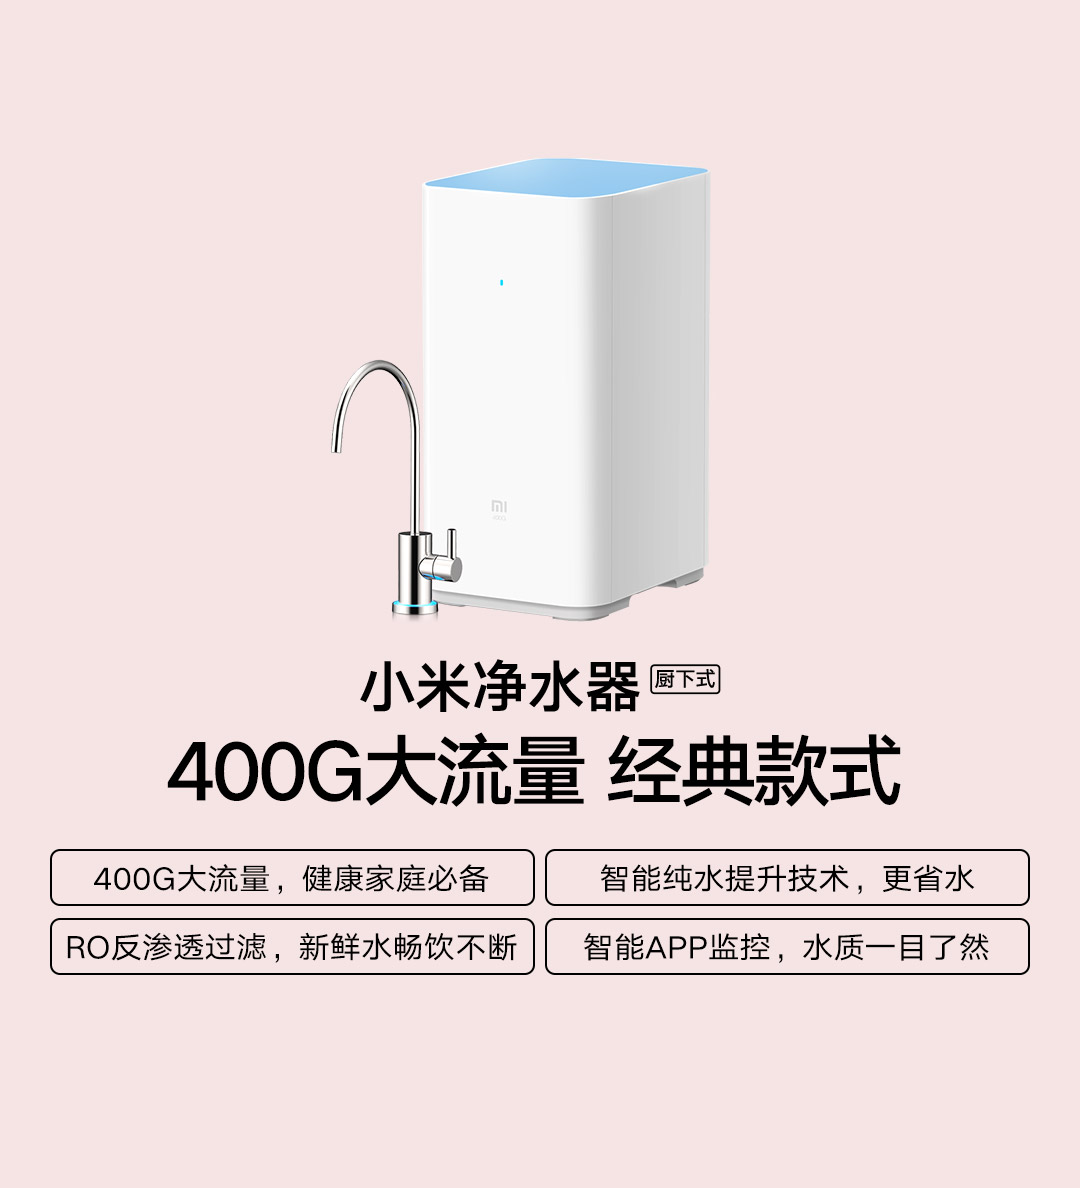 小米净水器 厨下式
400G大流量 经典款式
400G大流量，健康家庭必备
智能纯水提升技术，更省水
RO反渗透过滤，新鲜水畅饮不断
智能APP监控，水质一目了然